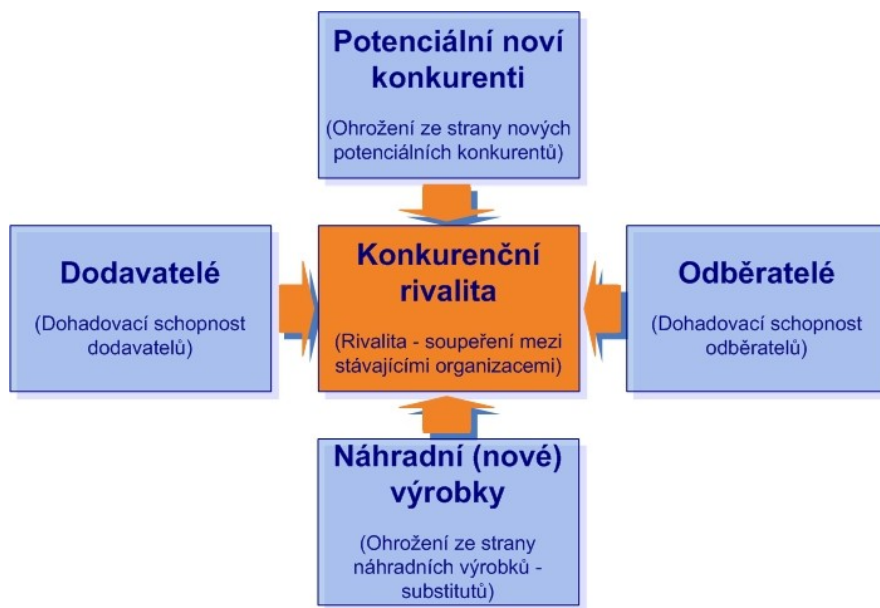 Potenciální noví
konkurenti
(Ohrožení ze strany nových
potenciálních konkurentů)
Dodavatelé
(Dohadovací schopnost
dodavatelů)
Konkurenční
rivalita
(Rivalita - soupeření mezi
stávajícími organizacemi)
Odběratelé
(Dohadovací schopnost
odběratelů)
Náhradní (nové)
výrobky
(Ohrožení ze strany
náhradních výrobků -
substitutů)